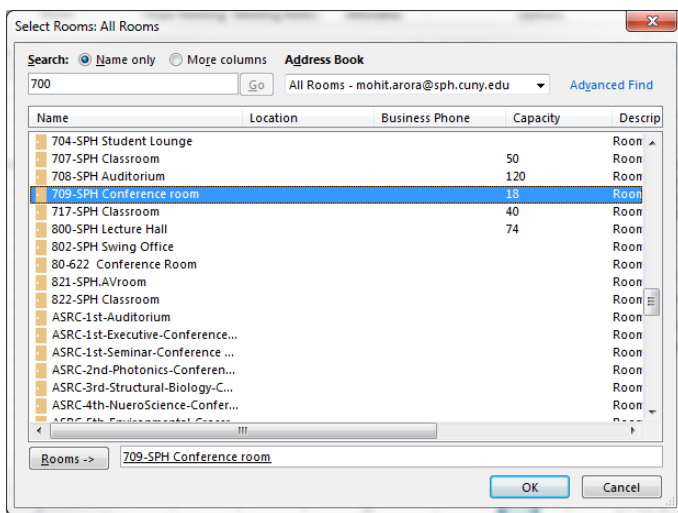 Select Rooms: All Rooms
Search: Name only More columns Address Book
700 Go All Rooms - mohit.arora@sph.cuny.edu Advanced Find
Name Location Business Phone Capacity Descrip
704-SPH Student Lounge Room
707-SPH Classroom 50 Room
708-SPH Auditorium 120 Room
709-SPH Conference room 18 Room
717-SPH Classroom 40 Room
800-SPH Lecture Hall 74 Room
802-SPH Swing Office Room
80-622 Conference Room Room
821-SPH.AVroom Room
822-SPH Classroom Room
ASRC-1st-Auditorium Room
ASRC-1st-Executive-Conference... Room
ASRC-1st-Seminar-Conference ... Room
ASRC-2nd-Photonics-Conferen... Room
ASRC-3rd-Structural-Biology-C... Room
ASRC-4th-NueroScience-Confer... Room
Rooms -> 709-SPH Conference room
OK Cancel